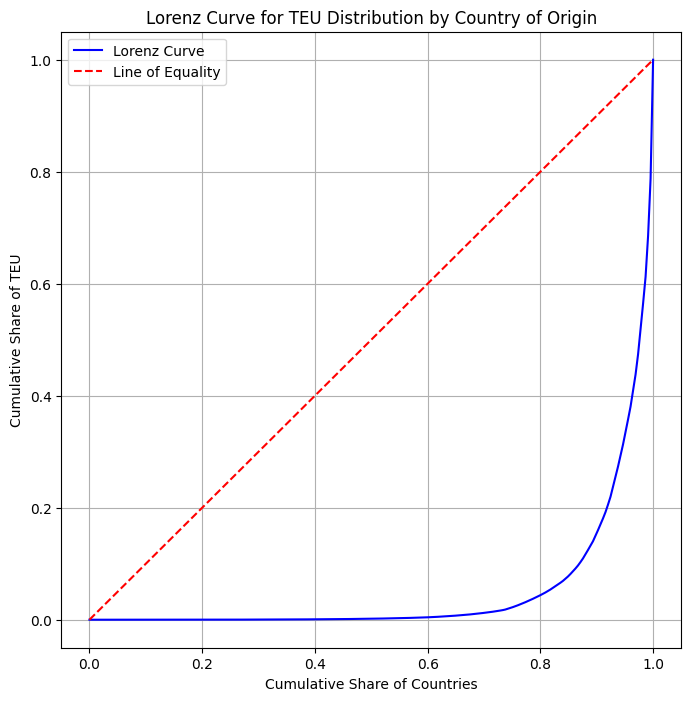 Lorenz Curve for TEU Distribution by Country of Origin
Lorenz Curve
Line of Equality
1.0
0.8
0.6
0.4
0.2
0.0
Cumulative Share of TEU
0.0 0.2 0.4 0.6 0.8 1.0
Cumulative Share of Countries